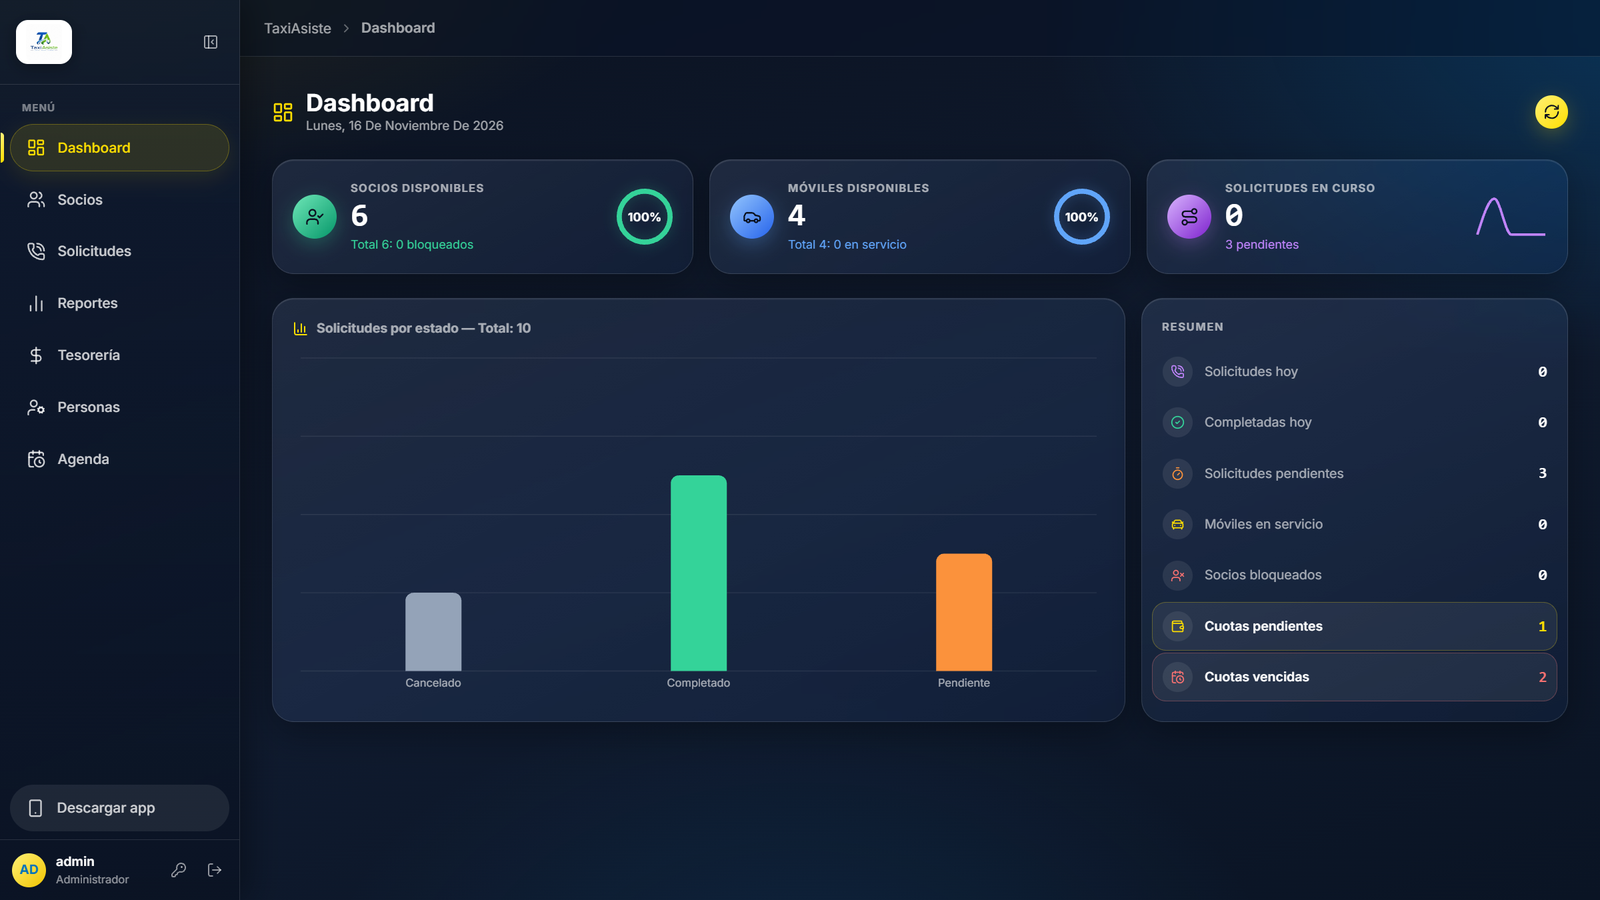 TA
TaxiAsiste
TaxiAsiste > Dashboard
MENÚ
Dashboard
Socios
Solicitudes
Reportes
Tesorería
Personas
Agenda
Descargar app
AD
admin
Administrador
Dashboard
Lunes, 16 De Noviembre De 2026
SOCIOS DISPONIBLES
6
Total 6: 0 bloqueados
100%
MÓVILES DISPONIBLES
4
Total 4: 0 en servicio
100%
SOLICITUDES EN CURSO
0
3 pendientes
Solicitudes por estado — Total: 10
Cancelado
Completado
Pendiente
RESUMEN
Solicitudes hoy 0
Completadas hoy 0
Solicitudes pendientes 3
Móviles en servicio 0
Socios bloqueados 0
Cuotas pendientes 1
Cuotas vencidas 2